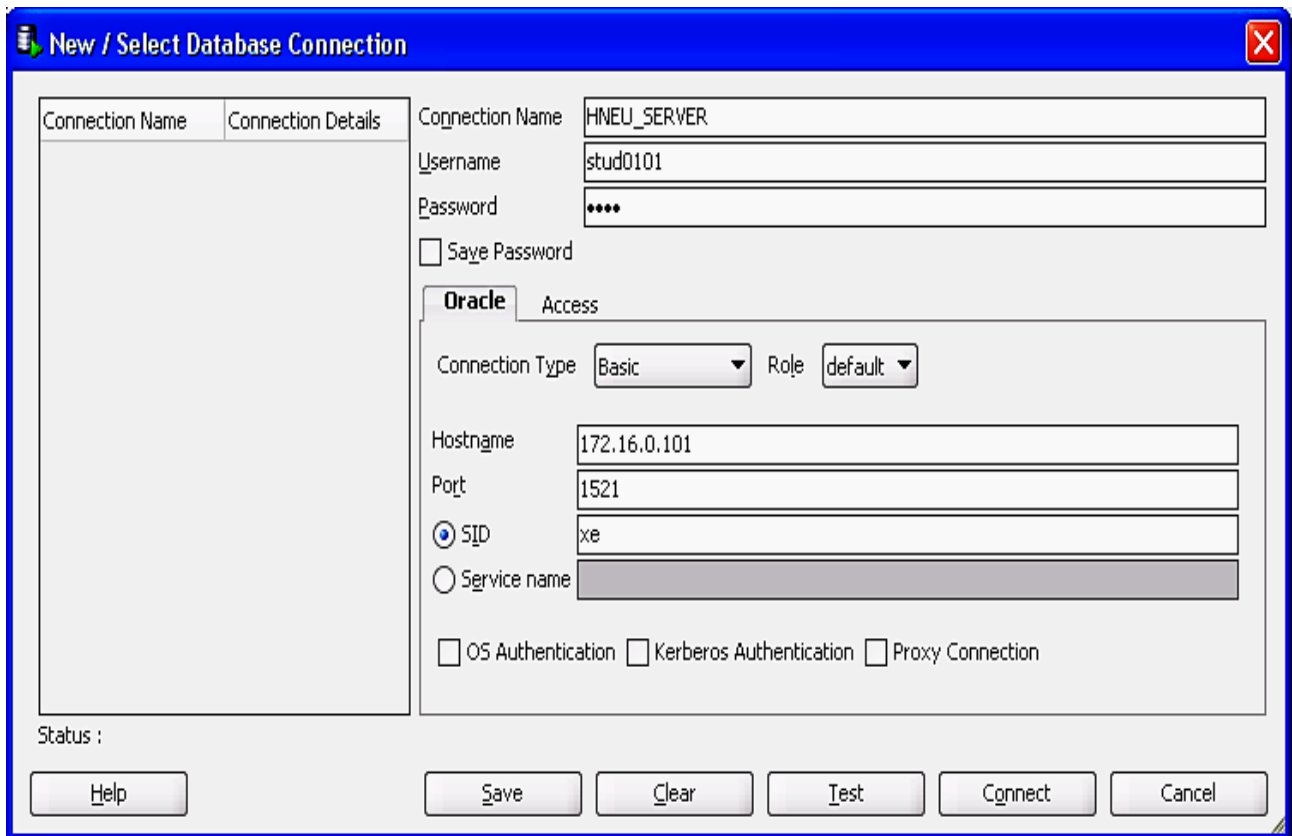 New / Select Database Connection
Connection Name Connection Details
Connection Name HNEU_SERVER
Username stud0101
Password ••••
Save Password
Oracle Access
Connection Type Basic Role default
Hostname 172.16.0.101
Port 1521
SID xe
Service name
OS Authentication Kerberos Authentication Proxy Connection
Status :
Help Save Clear Test Connect Cancel